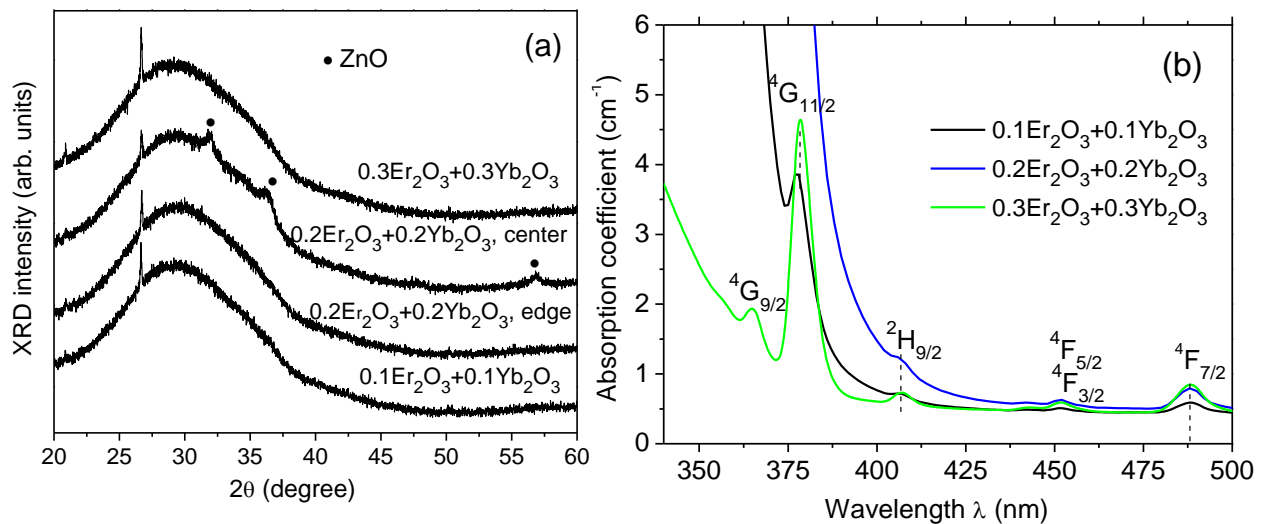 (a)
• ZnO
0.3Er₂O₃+0.3Yb₂O₃
0.2Er₂O₃+0.2Yb₂O₃, center
0.2Er₂O₃+0.2Yb₂O₃, edge
0.1Er₂O₃+0.1Yb₂O₃
XRD intensity (arb. units)
20 25 30 35 40 45 50 55 60
2θ (degree)
(b)
6
5
4
3
2
1
0
Absorption coefficient (cm⁻¹)
⁴G₁₁/₂
0.1Er₂O₃+0.1Yb₂O₃
0.2Er₂O₃+0.2Yb₂O₃
0.3Er₂O₃+0.3Yb₂O₃
⁴G₉/₂
²H₉/₂
⁴F₅/₂
⁴F₃/₂
⁴F₇/₂
350 375 400 425 450 475 500
Wavelength λ (nm)